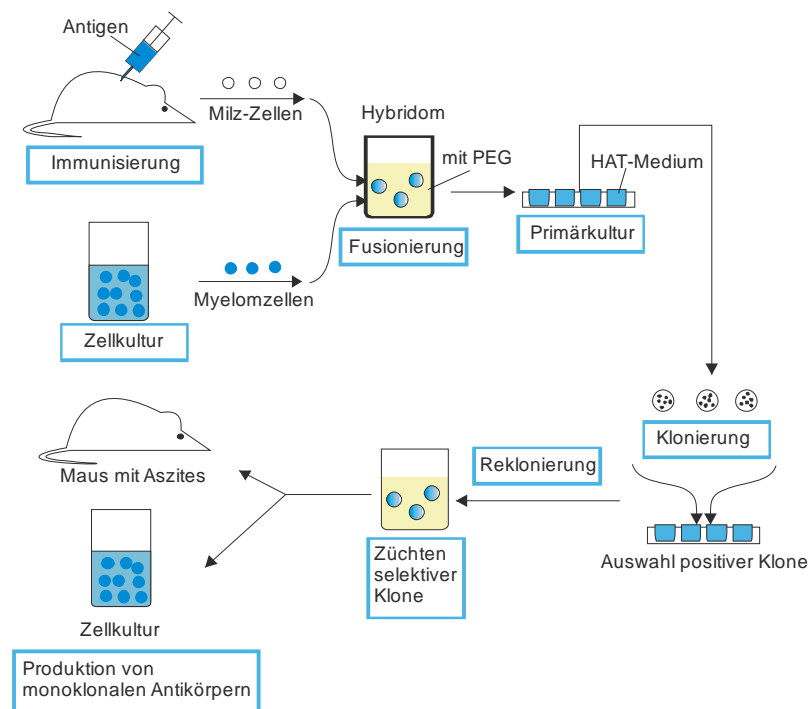 Antigen
Milz-Zellen
Immunisierung
Hybridom
mit PEG
HAT-Medium
Fusionierung
Primärkultur
Myelomzellen
Zellkultur
Klonierung
Maus mit Aszites
Reklonierung
Auswahl positiver Klone
Züchten
selektiver
Klone
Zellkultur
Produktion von
monoklonalen Antikörpern